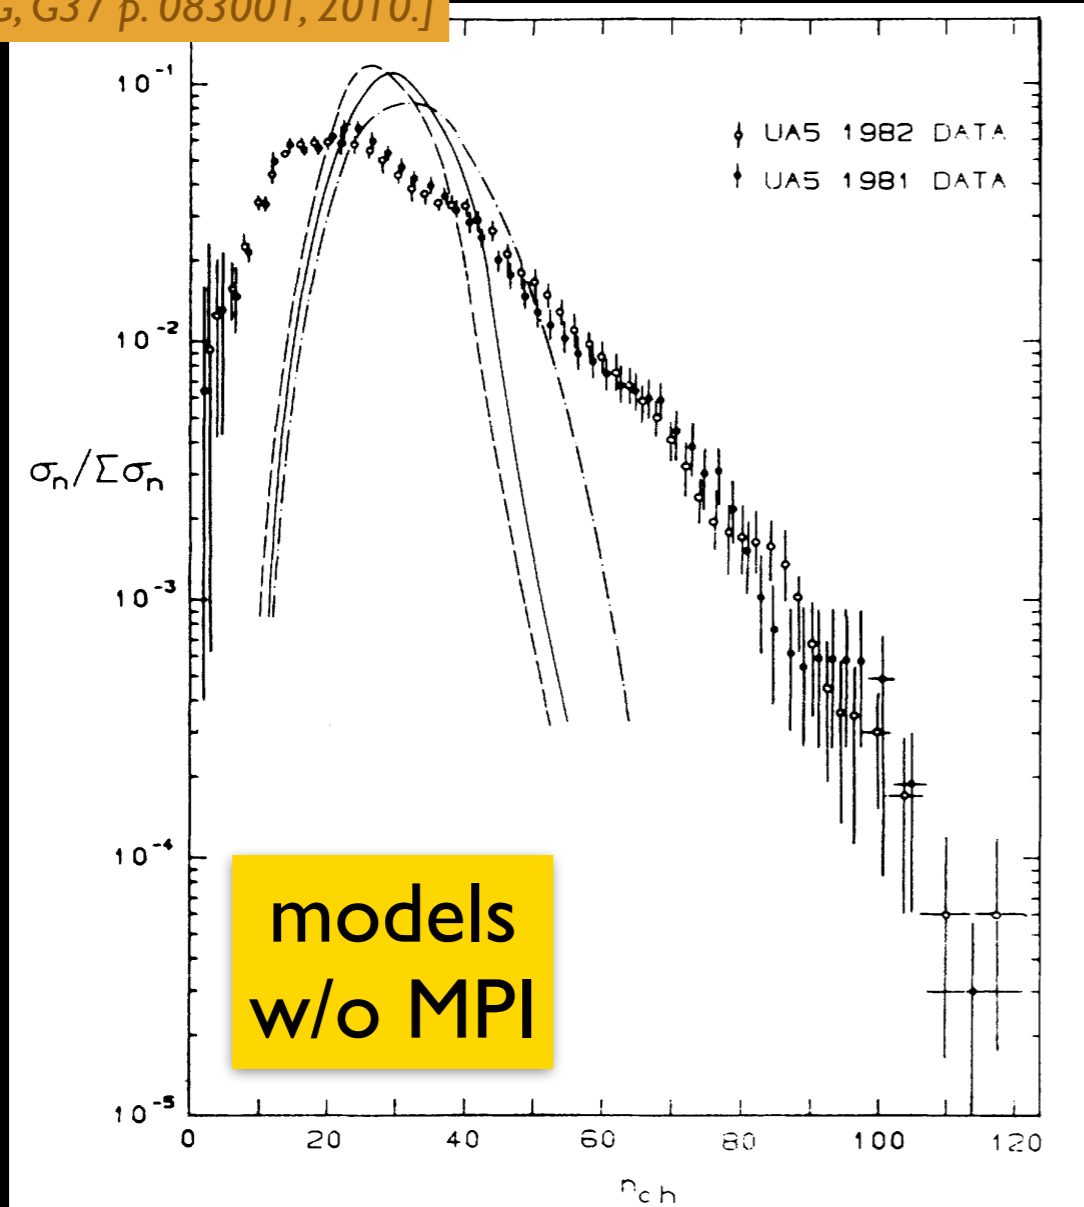 G, G37 p. 083001, 2010.]
10⁻¹
UA5 1982 DATA
UA5 1981 DATA
10⁻²
σₙ/Σσₙ
10⁻³
10⁻⁴
models
w/o MPI
10⁻⁵
0 20 40 60 80 100 120
n_ch